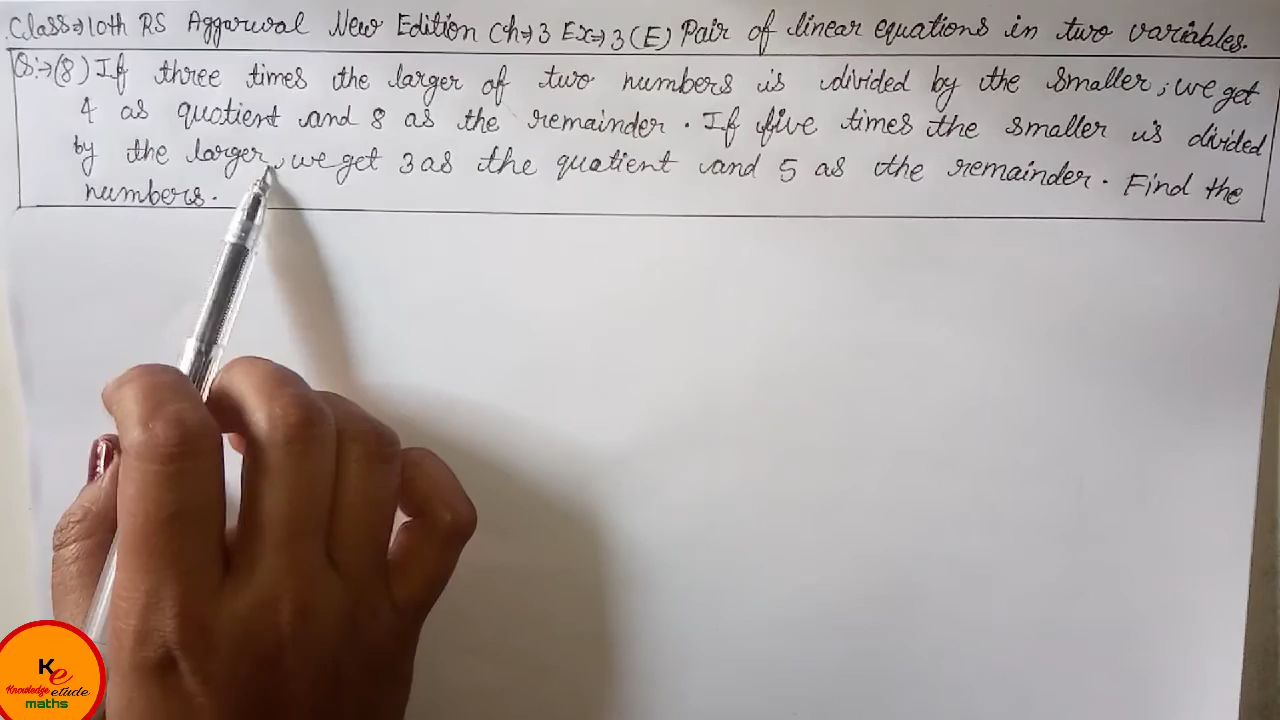 Class⇒10th RS Aggarwal New Edition Ch⇒3 Ex⇒3(E) Pair of linear equations in two variables.
Q:→(8) If three times the larger of two numbers is divided by the smaller, we get
4 as quotient and 8 as the remainder. If five times the smaller is divided
by the larger, we get 3 as the quatient and 5 as the remainder. Find the
numbers.
Ke
Knowledge etude
maths